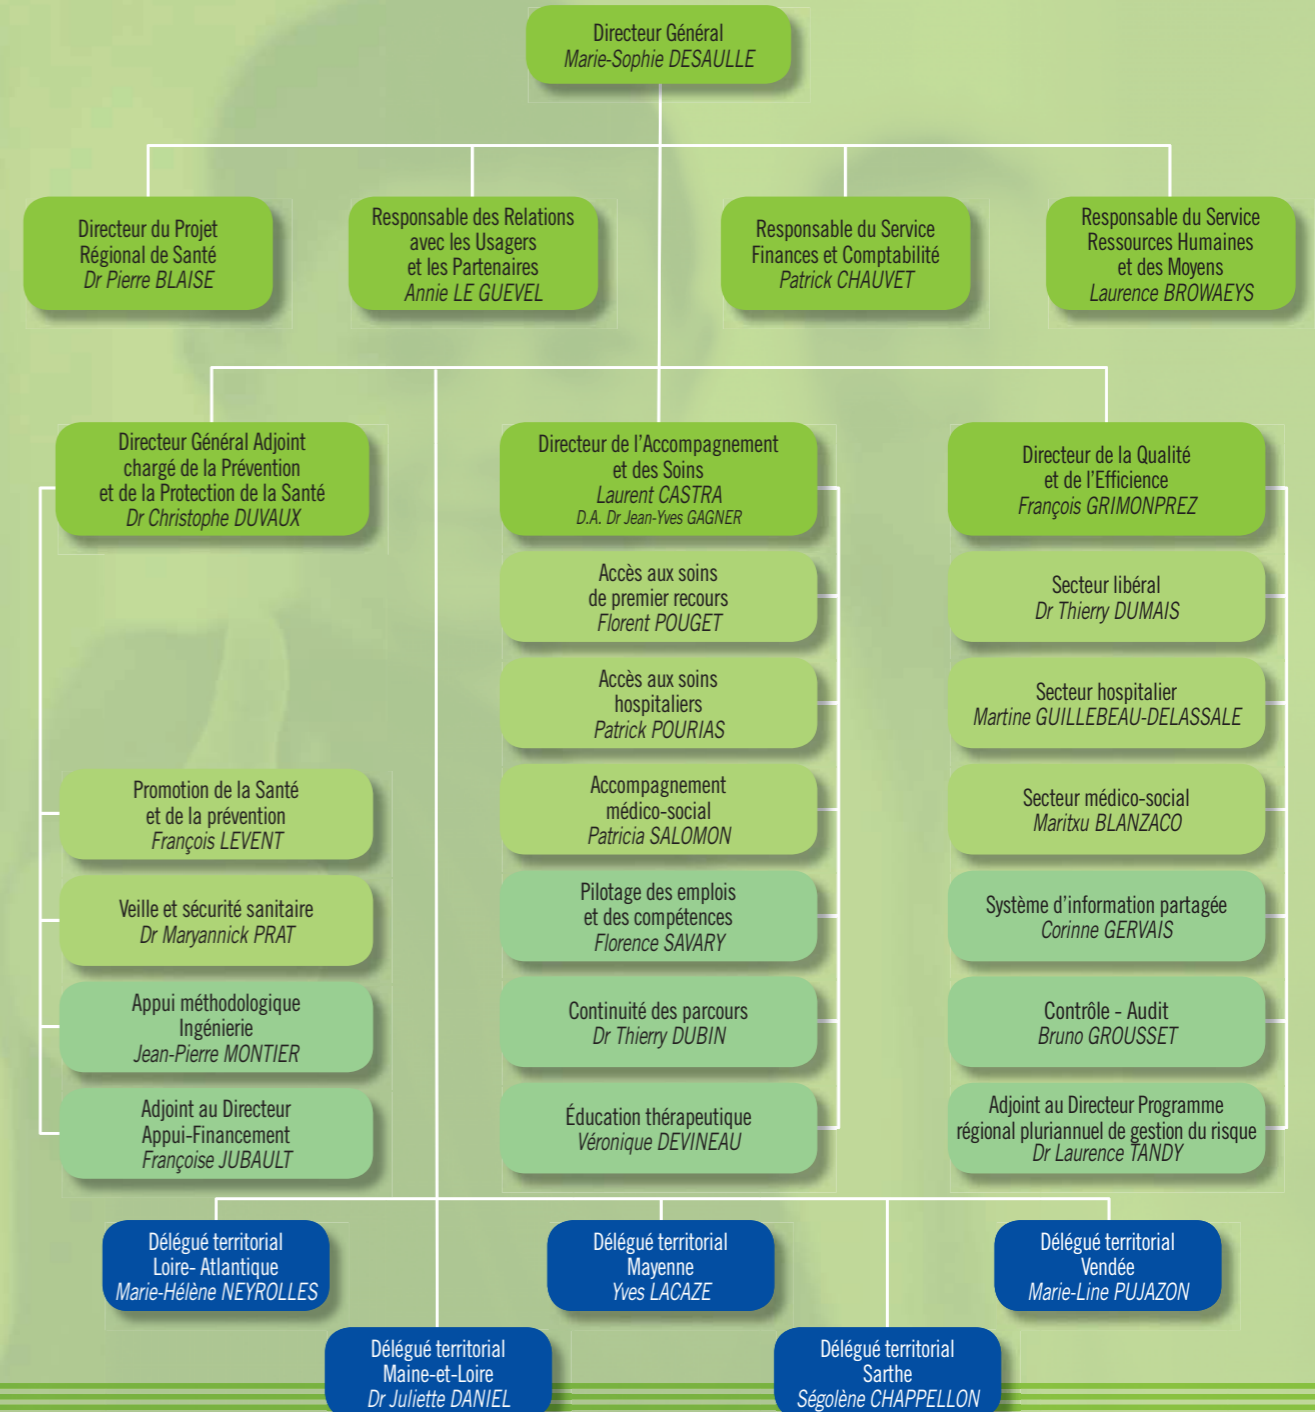 Directeur Général
Marie-Sophie DESAULLE
Directeur du Projet
Régional de Santé
Dr Pierre BLAISE
Responsable des Relations
avec les Usagers
et les Partenaires
Annie LE GUEVEL
Responsable du Service
Finances et Comptabilité
Patrick CHAUVET
Responsable du Service
Ressources Humaines
et des Moyens
Laurence BROWAEYS
Directeur Général Adjoint
chargé de la Prévention
et de la Protection de la Santé
Dr Christophe DUVAUX
Promotion de la Santé
et de la prévention
François LEVENT
Veille et sécurité sanitaire
Dr Maryannick PRAT
Appui méthodologique
Ingénierie
Jean-Pierre MONTIER
Adjoint au Directeur
Appui-Financement
Françoise JUBAULT
Directeur de l'Accompagnement
et des Soins
Laurent CASTRA
D.A. Dr Jean-Yves GAGNER
Accès aux soins
de premier recours
Florent POUGET
Accès aux soins
hospitaliers
Patrick POURIAS
Accompagnement
médico-social
Patricia SALOMON
Pilotage des emplois
et des compétences
Florence SAVARY
Continuité des parcours
Dr Thierry DUBIN
Éducation thérapeutique
Véronique DEVINEAU
Directeur de la Qualité
et de l'Efficience
François GRIMONPREZ
Secteur libéral
Dr Thierry DUMAIS
Secteur hospitalier
Martine GUILLEBEAU-DELASSALE
Secteur médico-social
Maritxu BLANZACO
Système d'information partagée
Corinne GERVAIS
Contrôle - Audit
Bruno GROUSSET
Adjoint au Directeur Programme
régional pluriannuel de gestion du risque
Dr Laurence TANDY
Délégué territorial
Loire- Atlantique
Marie-Hélène NEYROLLES
Délégué territorial
Mayenne
Yves LACAZE
Délégué territorial
Vendée
Marie-Line PUJAZON
Délégué territorial
Maine-et-Loire
Dr Juliette DANIEL
Délégué territorial
Sarthe
Ségolène CHAPPELLON